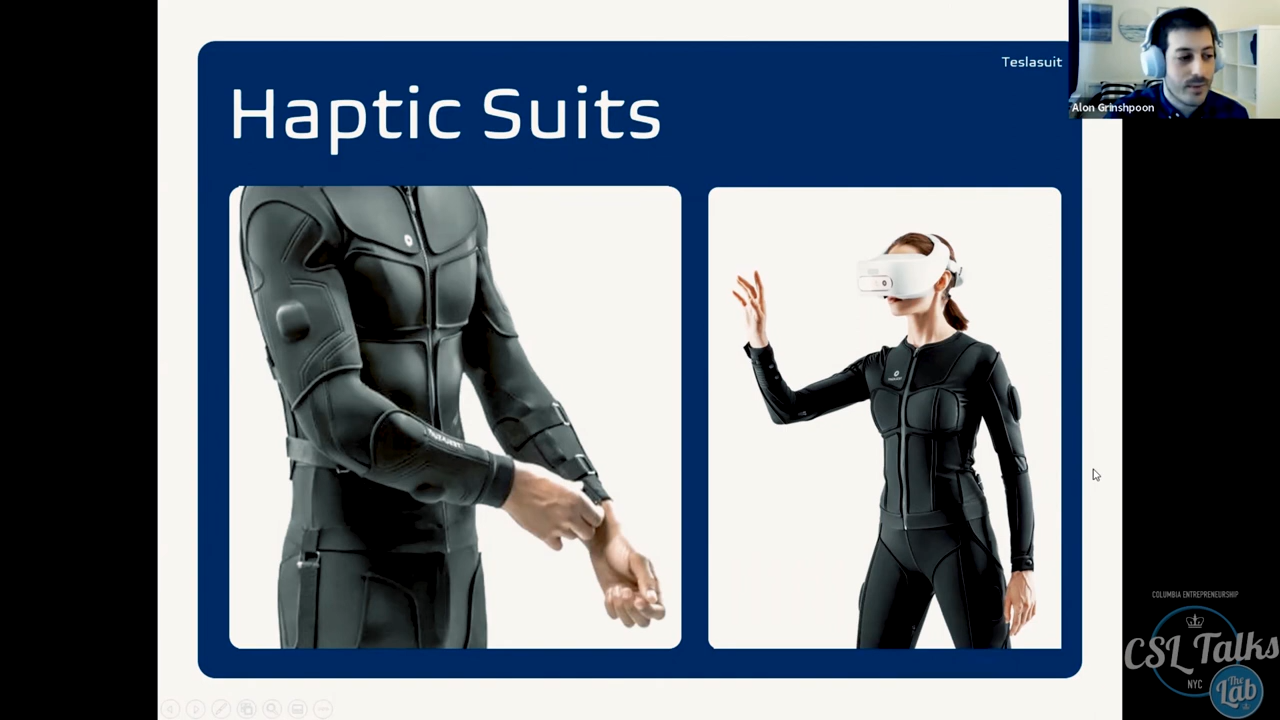 Teslasuit
Haptic Suits
Alon Grinshpoon
COLUMBIA ENTREPRENEURSHIP
CSL Talks
NYC
The
Lab